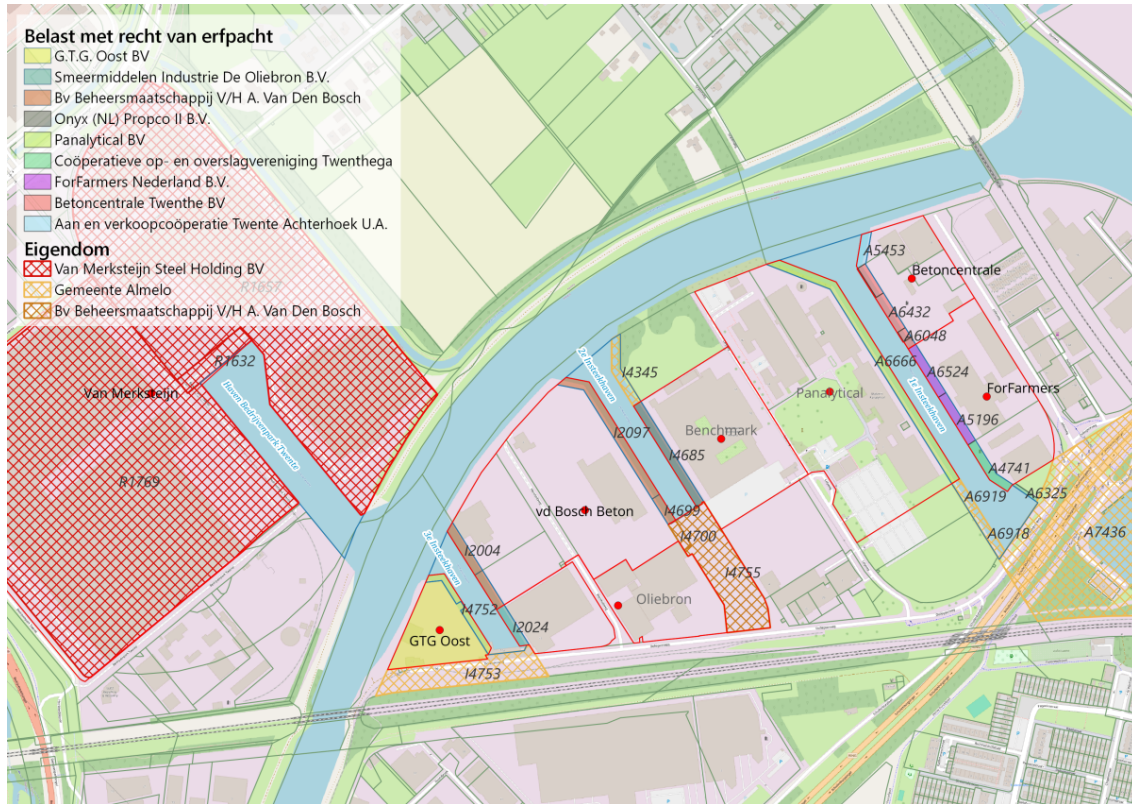 Belast met recht van erfpacht
G.T.G. Oost BV
Smeermiddelen Industrie De Oliebron B.V.
Bv Beheersmaatschappij V/H A. Van Den Bosch
Onyx (NL) Propco II B.V.
Panalytical BV
Coöperatieve op- en overslagvereniging Twenthega
ForFarmers Nederland B.V.
Betoncentrale Twenthe BV
Aan en verkoopcoöperatie Twente Achterhoek U.A.
Eigendom
Van Merksteijn Steel Holding BV
Gemeente Almelo
Bv Beheersmaatschappij V/H A. Van Den Bosch
R1657
R1632
Van Merksteijn
Haven Bedrijvenpark Twente
R1769
A5453
Betoncentrale
A6432
A6048
A6666
A6524
ForFarmers
1e Insteekhaven
A5196
A4741
A6325
A6919
A6918
A7436
Panalytical
2e Insteekhaven
I4345
I2097
Benchmark
I4685
I4699
vd Bosch Beton
I4700
I4755
I2004
3e Insteekhaven
I4752
Oliebron
I2024
GTG Oost
I4753